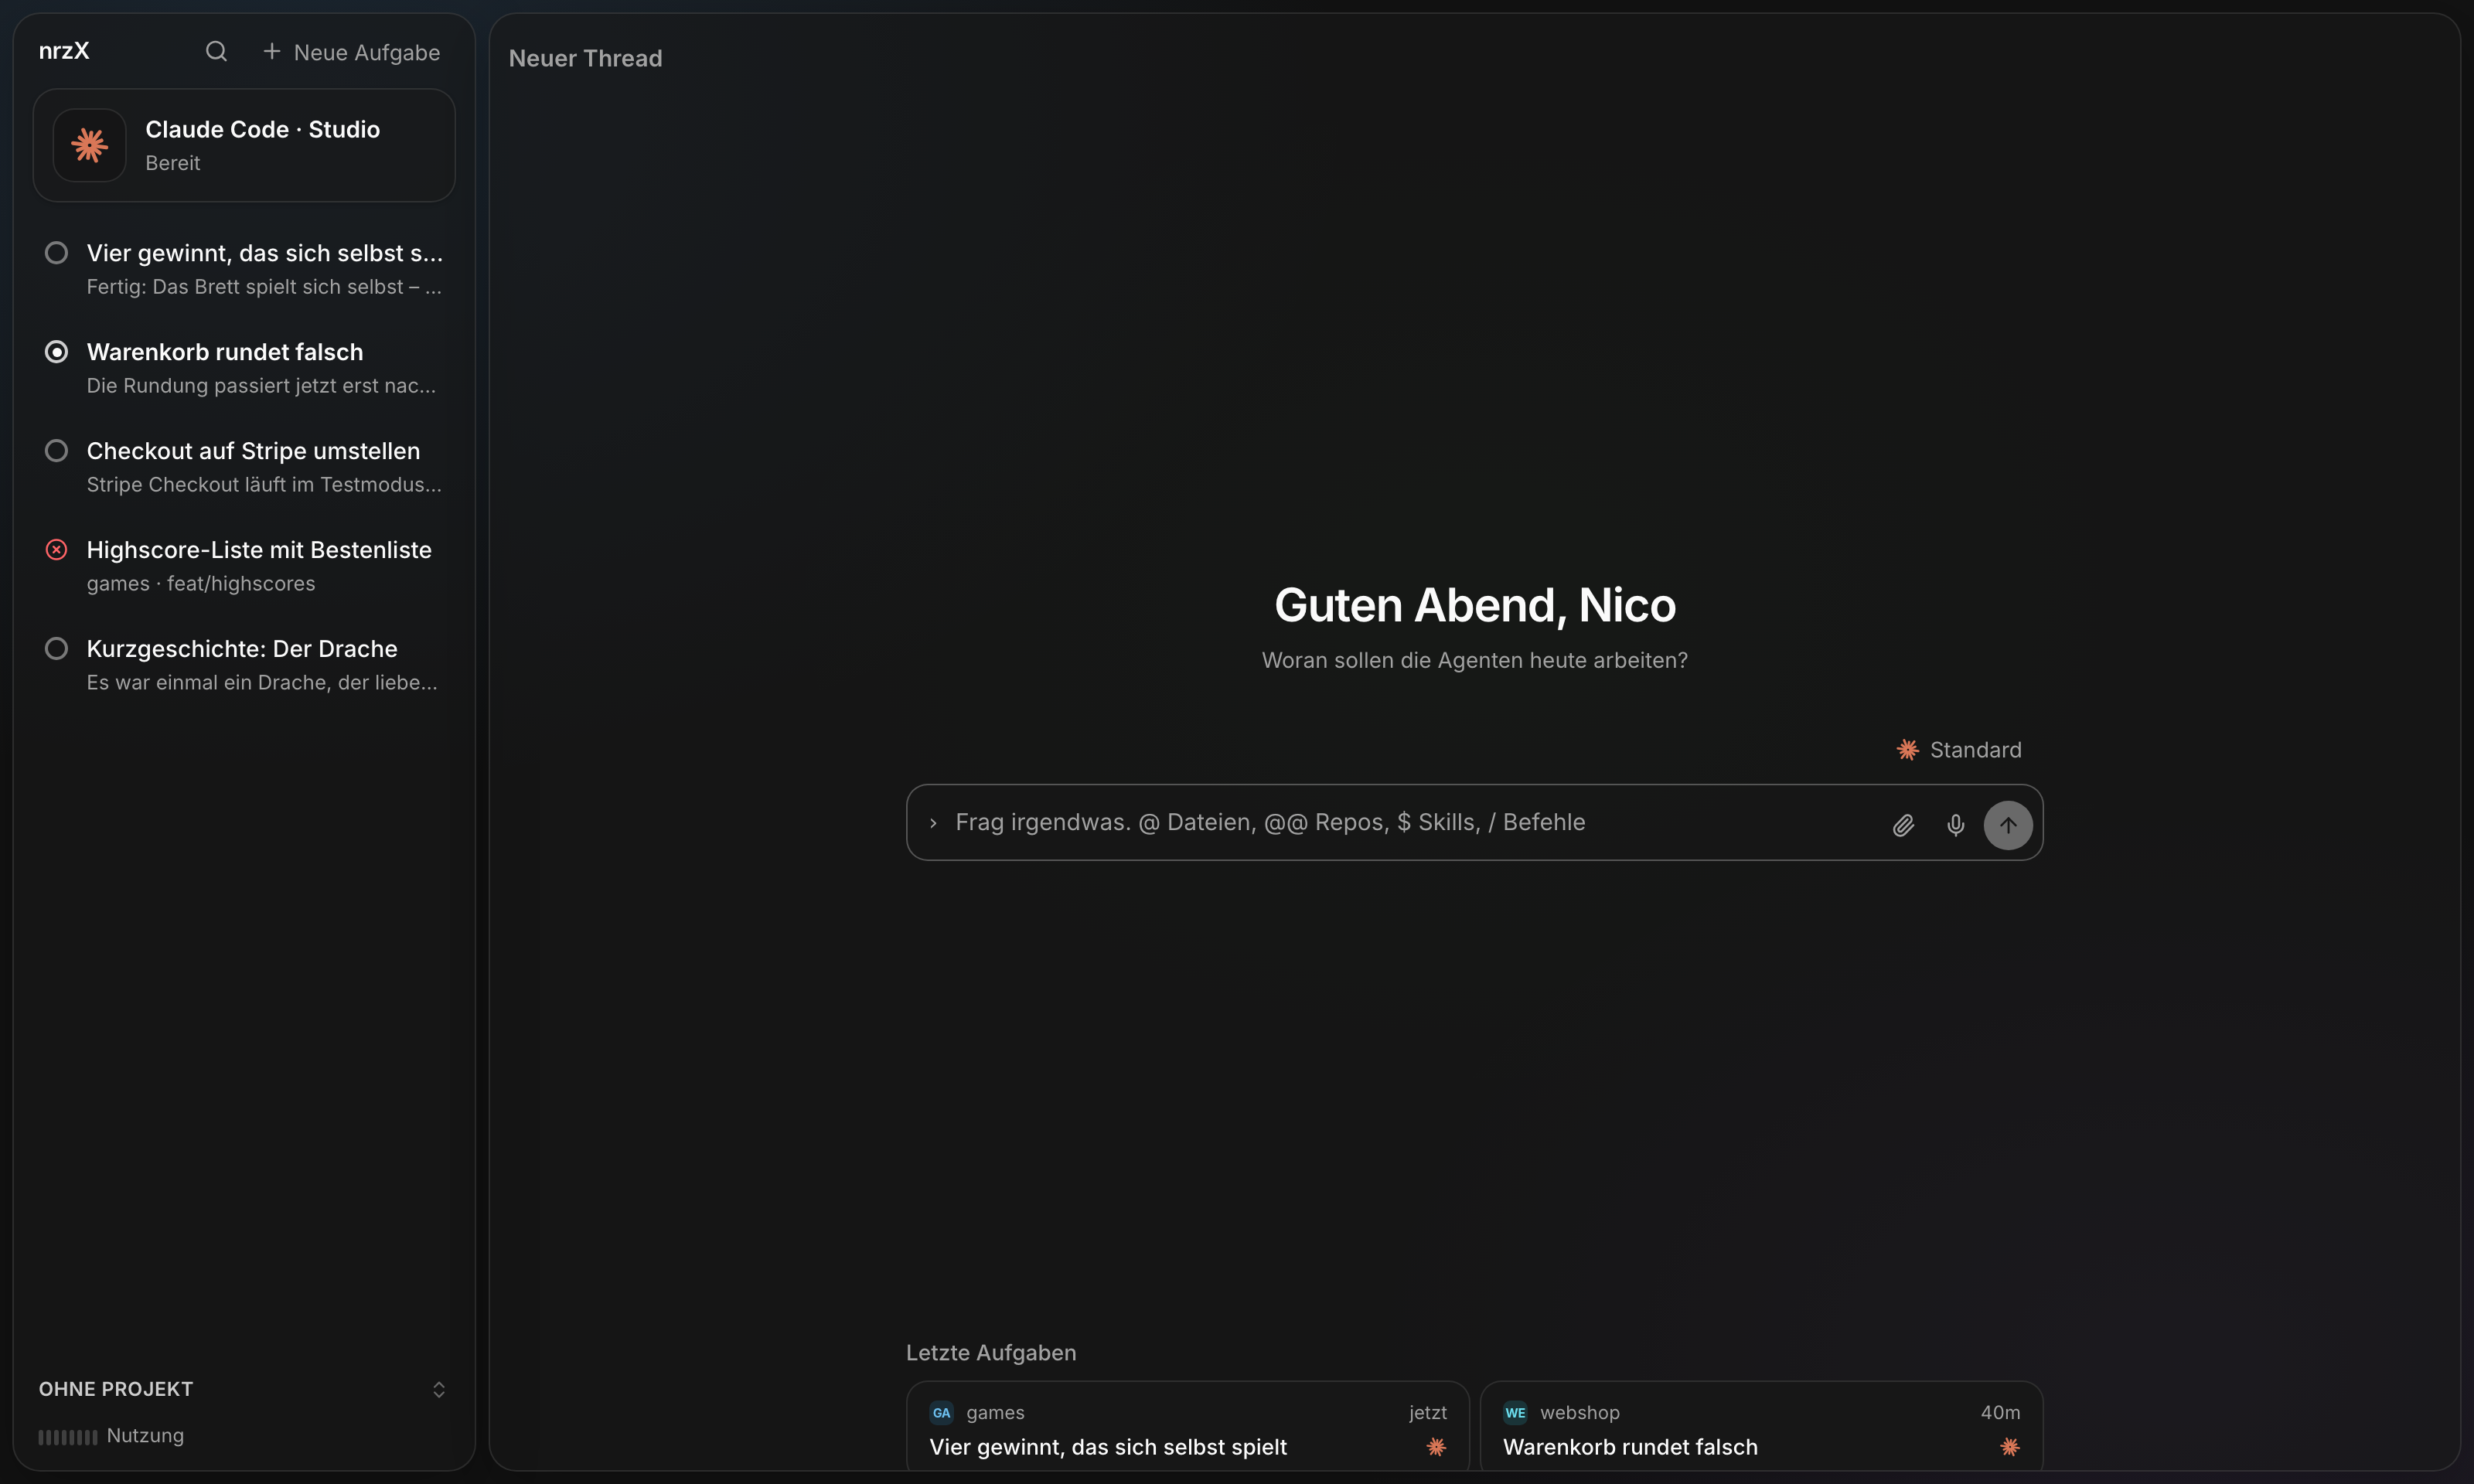 nrzX
Neue Aufgabe
Claude Code · Studio
Bereit
Vier gewinnt, das sich selbst s...
Fertig: Das Brett spielt sich selbst – ...
Warenkorb rundet falsch
Die Rundung passiert jetzt erst nac...
Checkout auf Stripe umstellen
Stripe Checkout läuft im Testmodus...
Highscore-Liste mit Bestenliste
games · feat/highscores
Kurzgeschichte: Der Drache
Es war einmal ein Drache, der liebe...
OHNE PROJEKT
Nutzung
Neuer Thread
Guten Abend, Nico
Woran sollen die Agenten heute arbeiten?
Standard
› Frag irgendwas. @ Dateien, @@ Repos, $ Skills, / Befehle
Letzte Aufgaben
GA games jetzt
Vier gewinnt, das sich selbst spielt
WE webshop 40m
Warenkorb rundet falsch